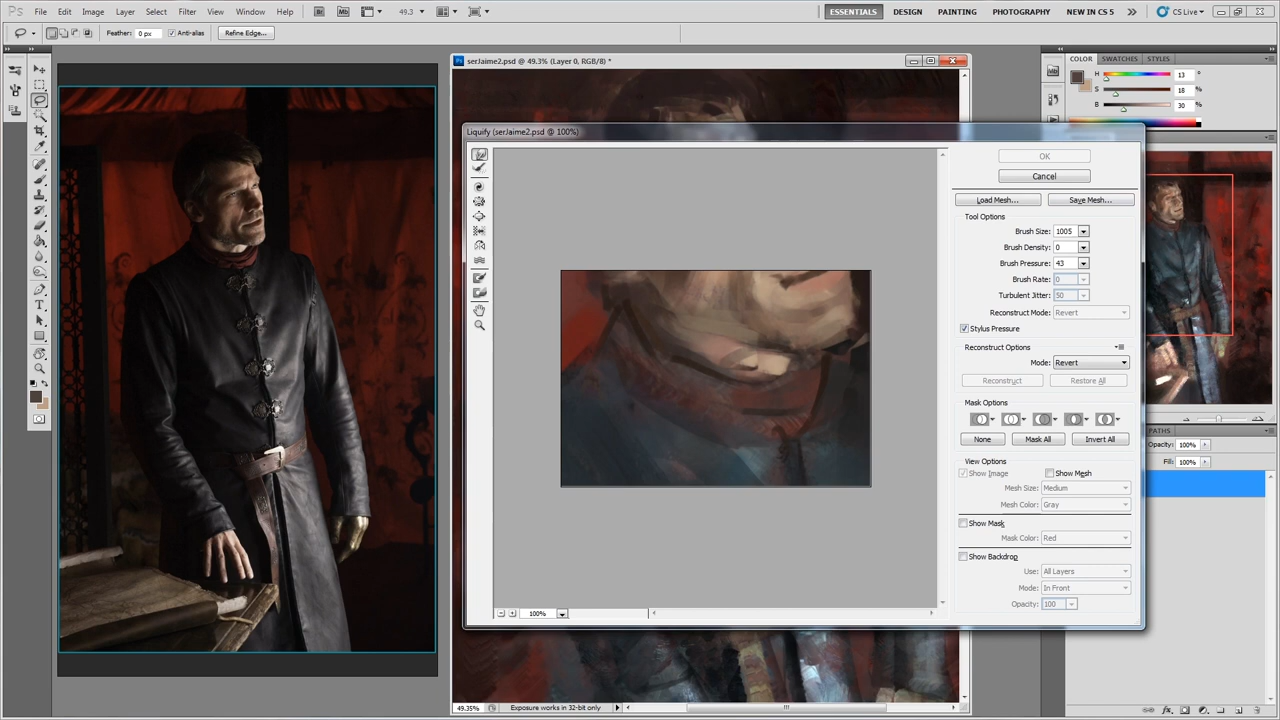 Ps File Edit Image Layer Select Filter View Window Help Br Mb 49.3 ESSENTIALS DESIGN PAINTING PHOTOGRAPHY NEW IN CS 5 CS Live
Feather: 0 px Anti-alias Refine Edge...
serJaime2.psd @ 49.3% (Layer 0, RGB/8) *
COLOR SWATCHES STYLES
H 13 °
S 18 %
B 30 %
Mb
Liquify (serJaime2.psd @ 100%)
OK
Cancel
Load Mesh... Save Mesh...
Tool Options
Brush Size: 1005
Brush Density: 0
Brush Pressure: 43
Brush Rate: 0
Turbulent Jitter: 50
Reconstruct Mode: Revert
Stylus Pressure
Reconstruct Options
Mode: Revert
Reconstruct Restore All
Mask Options
None Mask All Invert All
View Options
Show Image Show Mesh
Mesh Size: Medium
Mesh Color: Gray
Show Mask
Mask Color: Red
Show Backdrop
Use: All Layers
Mode: In Front
Opacity: 100
100%
PATHS
Opacity: 100%
Fill: 100%
49.35% Exposure works in 32-bit only